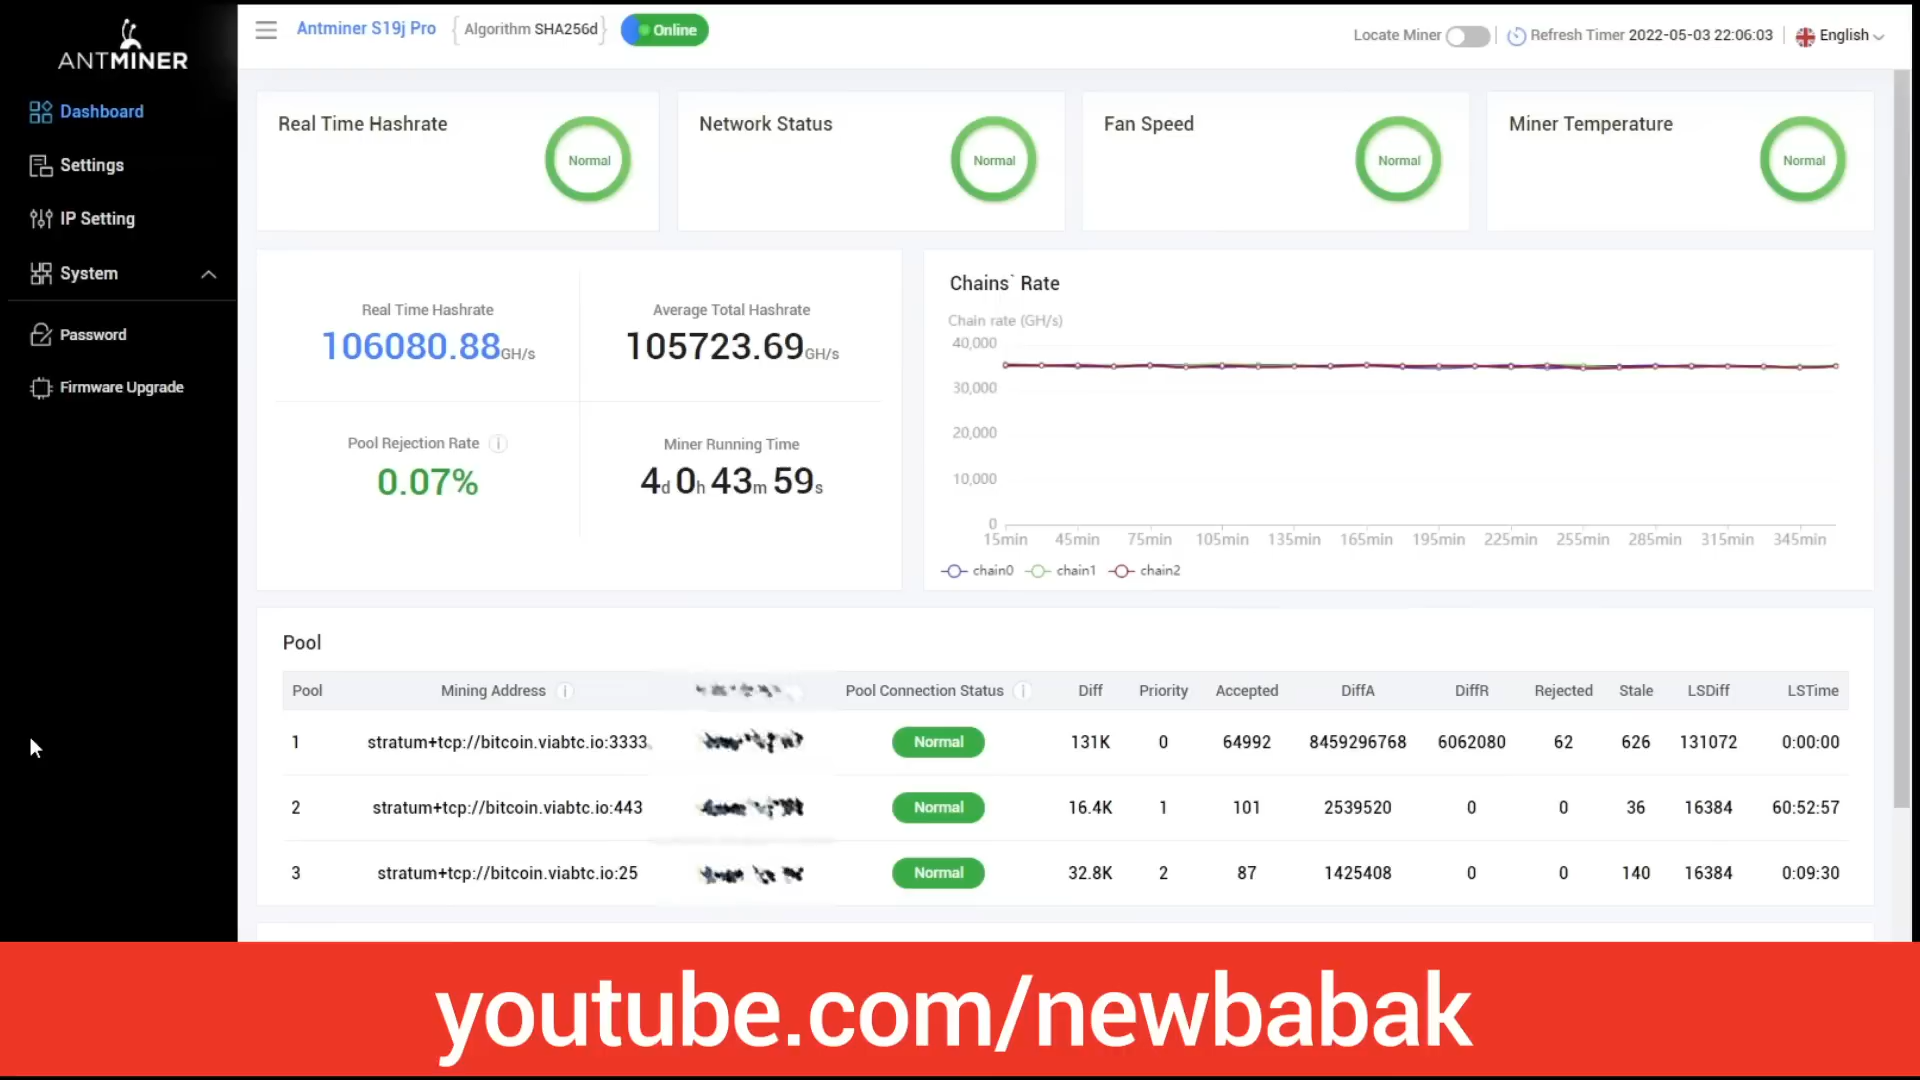 ANTMINER
Antminer S19j Pro
Algorithm SHA256d
Online
Locate Miner
Refresh Timer 2022-05-03 22:06:03
English
Dashboard
Settings
IP Setting
System
Password
Firmware Upgrade
Real Time Hashrate
Normal
Network Status
Normal
Fan Speed
Normal
Miner Temperature
Normal
Real Time Hashrate
106080.88GH/s
Average Total Hashrate
105723.69GH/s
Pool Rejection Rate i
0.07%
Miner Running Time
4d 0h 43m 59s
Chains` Rate
Chain rate (GH/s)
40,000
30,000
20,000
10,000
0
15min 45min 75min 105min 135min 165min 195min 225min 255min 285min 315min 345min
chain0 chain1 chain2
Pool
Pool Mining Address i Pool Connection Status i Diff Priority Accepted DiffA DiffR Rejected Stale LSDiff LSTime
1 stratum+tcp://bitcoin.viabtc.io:3333 Normal 131K 0 64992 8459296768 6062080 62 626 131072 0:00:00
2 stratum+tcp://bitcoin.viabtc.io:443 Normal 16.4K 1 101 2539520 0 0 36 16384 60:52:57
3 stratum+tcp://bitcoin.viabtc.io:25 Normal 32.8K 2 87 1425408 0 0 140 16384 0:09:30
youtube.com/newbabak